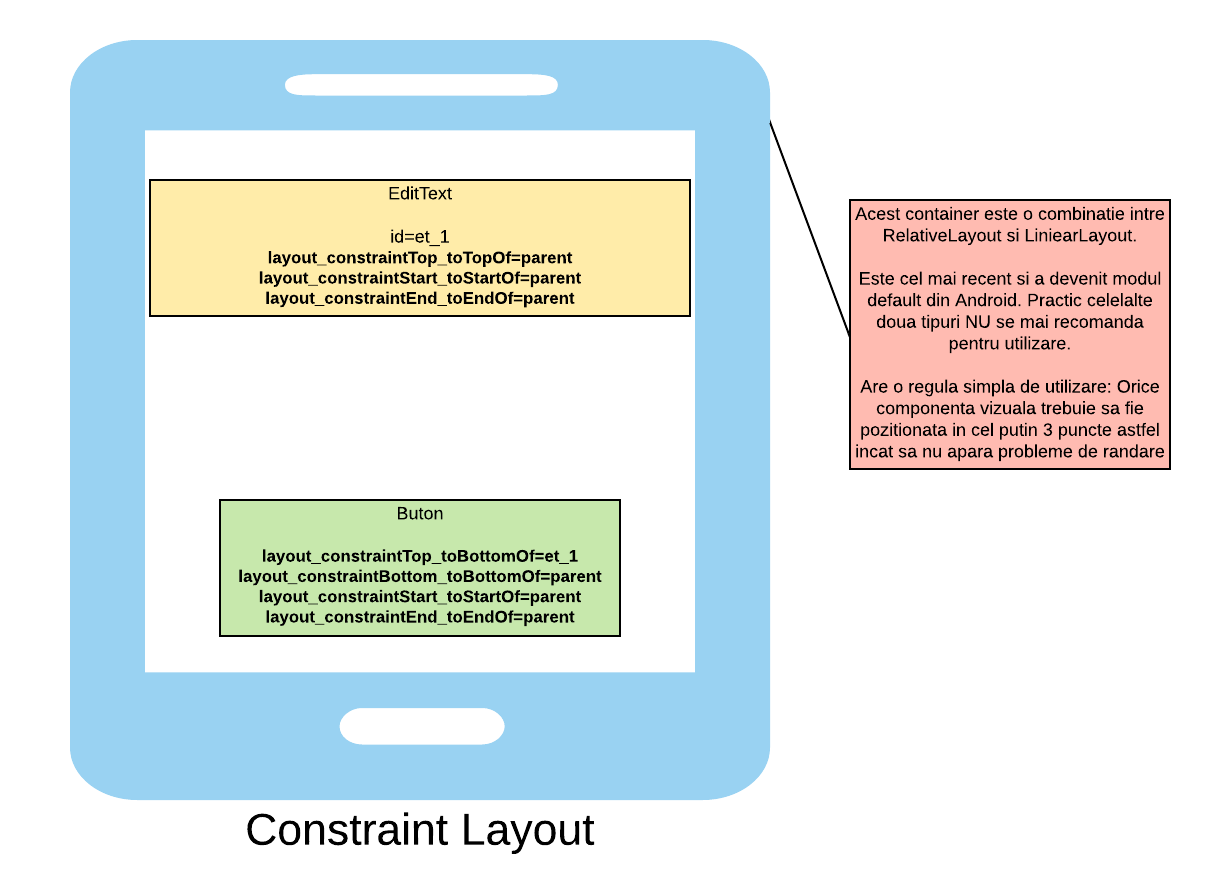 EditText
id=et_1
layout_constraintTop_toTopOf=parent
layout_constraintStart_toStartOf=parent
layout_constraintEnd_toEndOf=parent
Acest container este o combinatie intre
RelativeLayout si LiniearLayout.
Este cel mai recent si a devenit modul
default din Android. Practic celelalte
doua tipuri NU se mai recomanda
pentru utilizare.
Are o regula simpla de utilizare: Orice
componenta vizuala trebuie sa fie
pozitionata in cel putin 3 puncte astfel
incat sa nu apara probleme de randare
Buton
layout_constraintTop_toBottomOf=et_1
layout_constraintBottom_toBottomOf=parent
layout_constraintStart_toStartOf=parent
layout_constraintEnd_toEndOf=parent
Constraint Layout